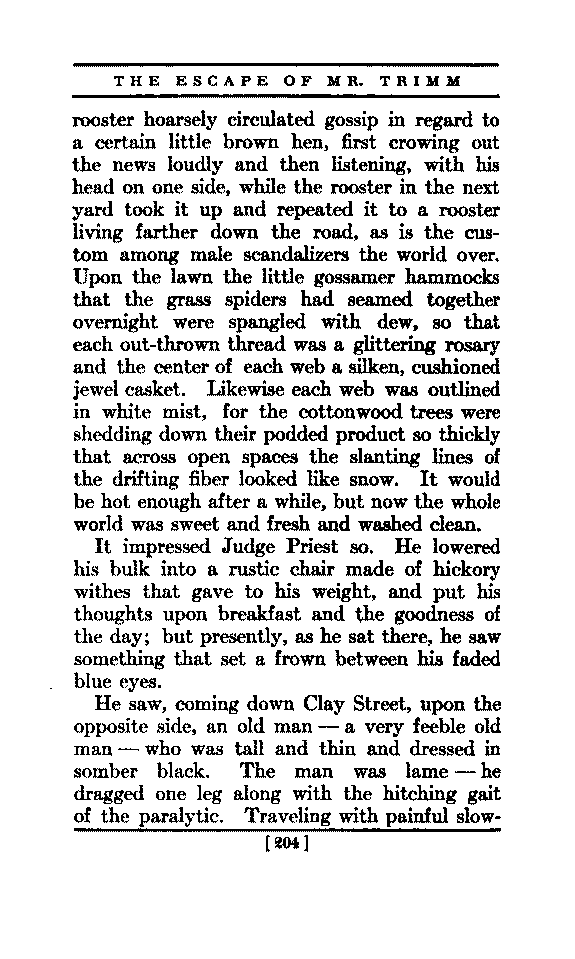 THE ESCAPE OF MR. TRIMM
rooster hoarsely circulated gossip in regard to
a certain little brown hen, first crowing out
the news loudly and then listening, with his
head on one side, while the rooster in the next
yard took it up and repeated it to a rooster
living farther down the road, as is the cus-
tom among male scandalizers the world over.
Upon the lawn the little gossamer hammocks
that the grass spiders had seamed together
overnight were spangled with dew, so that
each out-thrown thread was a glittering rosary
and the center of each web a silken, cushioned
jewel casket. Likewise each web was outlined
in white mist, for the cottonwood trees were
shedding down their podded product so thickly
that across open spaces the slanting lines of
the drifting fiber looked like snow. It would
be hot enough after a while, but now the whole
world was sweet and fresh and washed clean.
It impressed Judge Priest so. He lowered
his bulk into a rustic chair made of hickory
withes that gave to his weight, and put his
thoughts upon breakfast and the goodness of
the day; but presently, as he sat there, he saw
something that set a frown between his faded
blue eyes.
He saw, coming down Clay Street, upon the
opposite side, an old man — a very feeble old
man — who was tall and thin and dressed in
somber black. The man was lame — he
dragged one leg along with the hitching gait
of the paralytic. Traveling with painful slow-
[ 204 ]